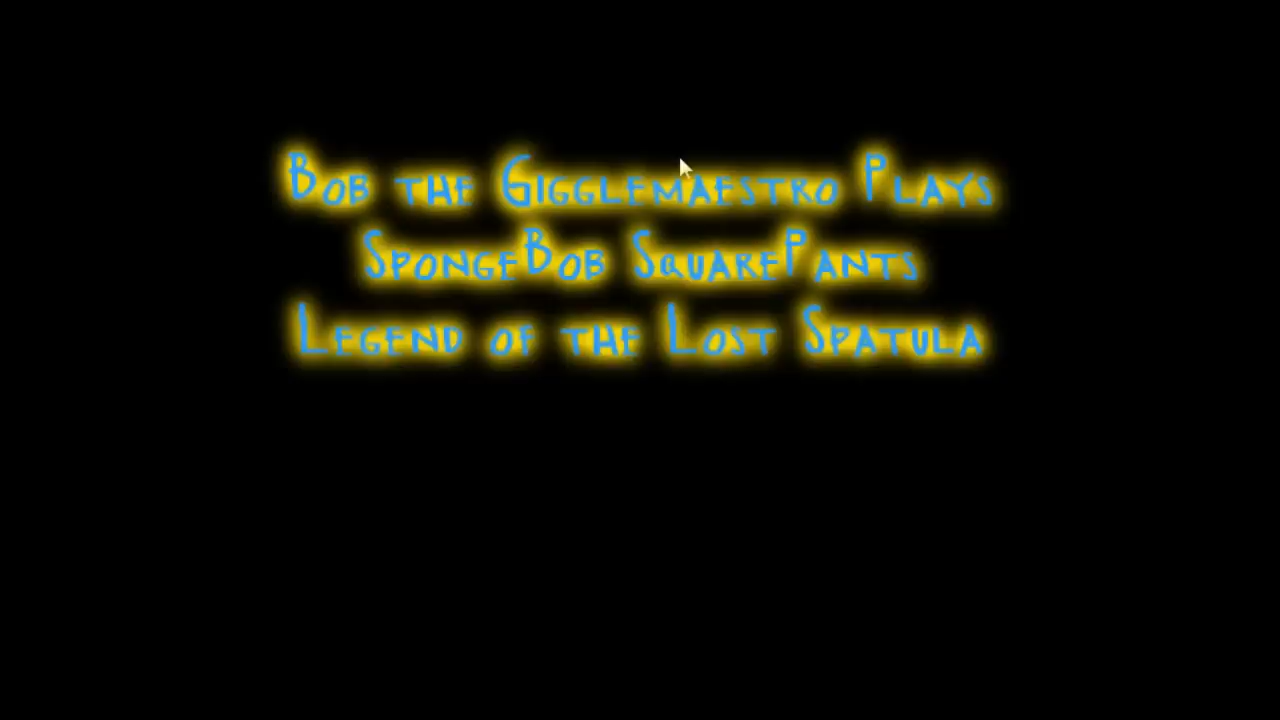 Bob the Gigglemaestro Plays
SpongeBob SquarePants
Legend of the Lost Spatula